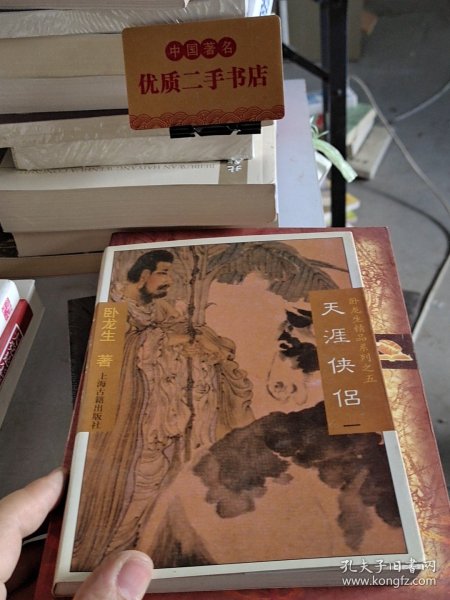 中国著名
优质二手书店
卧龙生精品系列之五
天涯侠侣
一
卧龙生 著
上海古籍出版社
孔夫子旧书网
www.kongfz.com